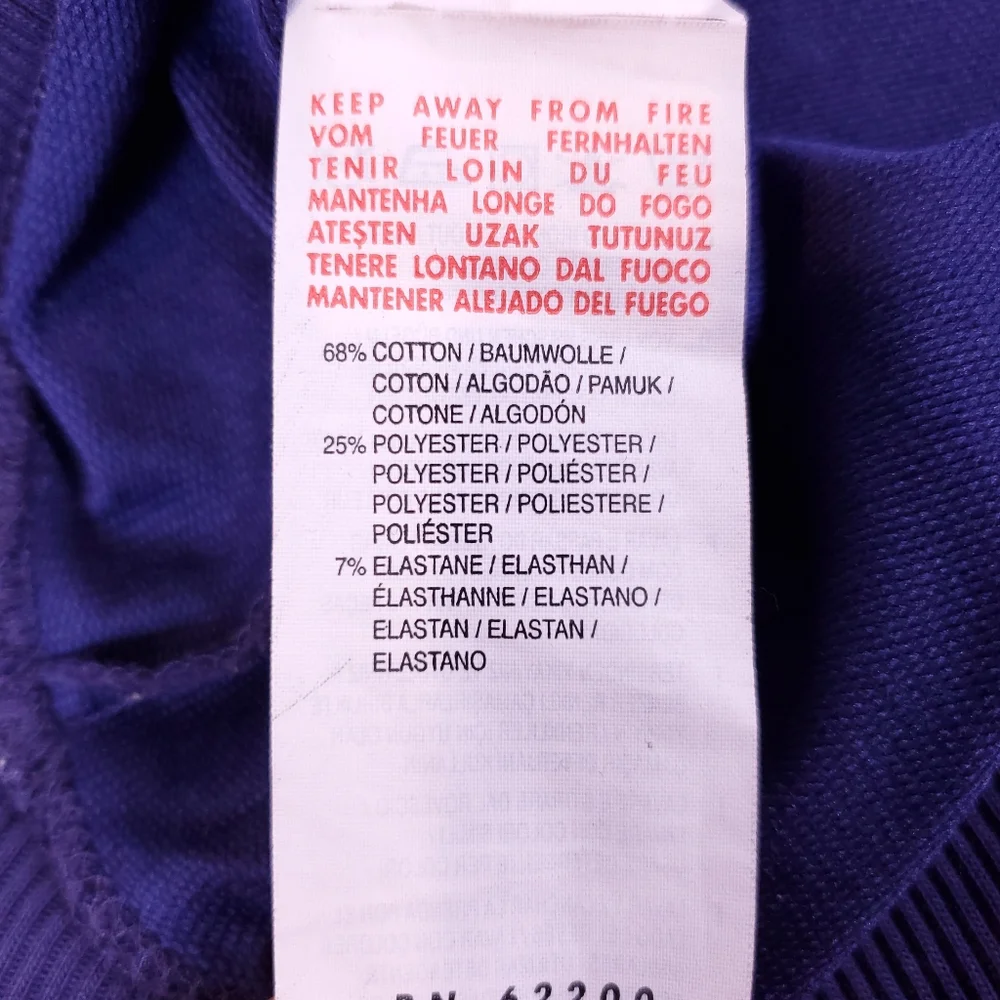 KEEP AWAY FROM FIRE
VOM FEUER FERNHALTEN
TENIR LOIN DU FEU
MANTENHA LONGE DO FOGO
ATEŞTEN UZAK TUTUNUZ
TENERE LONTANO DAL FUOCO
MANTENER ALEJADO DEL FUEGO
68% COTTON / BAUMWOLLE /
COTON / ALGODÃO / PAMUK /
COTONE / ALGODÓN
25% POLYESTER / POLYESTER /
POLYESTER / POLIÉSTER /
POLYESTER / POLIESTERE /
POLIÉSTER
7% ELASTANE / ELASTHAN /
ÉLASTHANNE / ELASTANO /
ELASTAN / ELASTAN /
ELASTANO